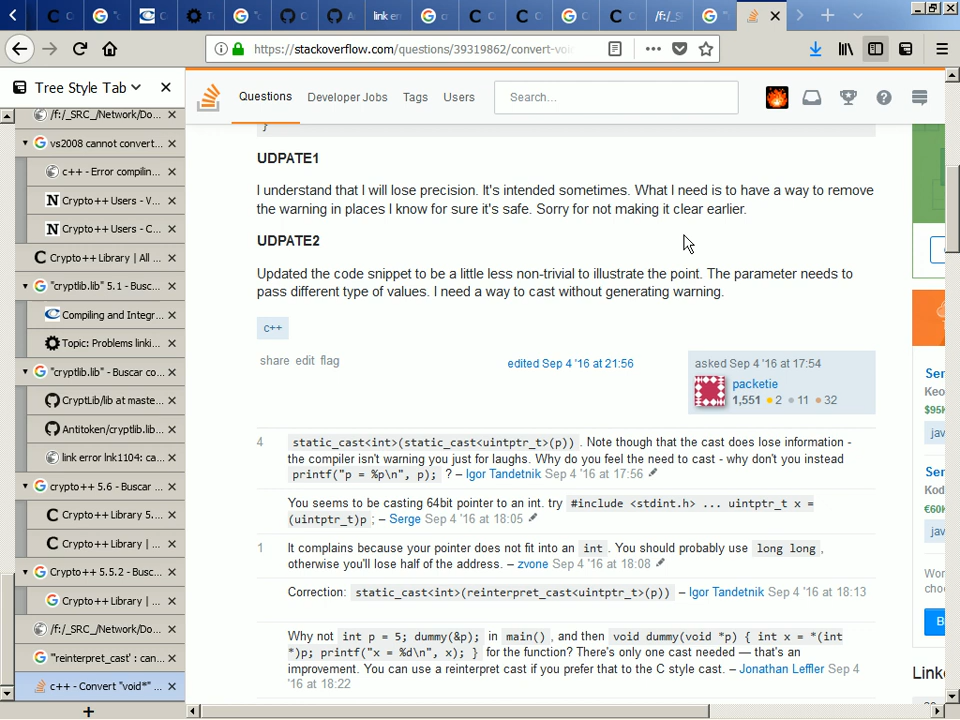 link er
/f:/_S
https://stackoverflow.com/questions/39319862/convert-voi
Tree Style Tab
Questions
Developer Jobs
Tags
Users
Search...
/f:/_SRC_/Network/Do...
vs2008 cannot convert...
c++ - Error compilin...
Crypto++ Users - V...
Crypto++ Users - C...
Crypto++ Library | All ...
"cryptlib.lib" 5.1 - Busca...
Compiling and Integr...
Topic: Problems linki...
"cryptlib.lib" - Buscar co...
CryptLib/lib at maste...
Antitoken/cryptlib.lib...
link error lnk1104: ca...
crypto++ 5.6 - Buscar ...
Crypto++ Library 5....
Crypto++ Library | ...
Crypto++ 5.5.2 - Busc...
Crypto++ Library | ...
/f:/_SRC_/Network/Do...
"'reinterpret_cast' : can...
c++ - Convert "void*" ...
}
UDPATE1
I understand that I will lose precision. It's intended sometimes. What I need is to have a way to remove
the warning in places I know for sure it's safe. Sorry for not making it clear earlier.
UDPATE2
Updated the code snippet to be a little less non-trivial to illustrate the point. The parameter needs to
pass different type of values. I need a way to cast without generating warning.
c++
share edit flag
edited Sep 4 '16 at 21:56
asked Sep 4 '16 at 17:54
packetie
1,551 2 11 32
4
static_cast<int>(static_cast<uintptr_t>(p)) . Note though that the cast does lose information -
the compiler isn't warning you just for laughs. Why do you feel the need to cast - why don't you instead
printf("p = %p\n", p); ? – Igor Tandetnik Sep 4 '16 at 17:56
You seems to be casting 64bit pointer to an int. try #include <stdint.h> ... uintptr_t x =
(uintptr_t)p ; – Serge Sep 4 '16 at 18:05
1
It complains because your pointer does not fit into an int . You should probably use long long ,
otherwise you'll lose half of the address. – zvone Sep 4 '16 at 18:08
Correction: static_cast<int>(reinterpret_cast<uintptr_t>(p)) – Igor Tandetnik Sep 4 '16 at 18:13
Why not int p = 5; dummy(&p); in main() , and then void dummy(void *p) { int x = *(int
*)p; printf("x = %d\n", x); } for the function? There's only one cast needed — that's an
improvement. You can use a reinterpret cast if you prefer that to the C style cast. – Jonathan Leffler Sep 4
'16 at 18:22
Ser
Keo
$95K
jav
Ser
Kod
€60K
jav
Wor
cho
B
Link